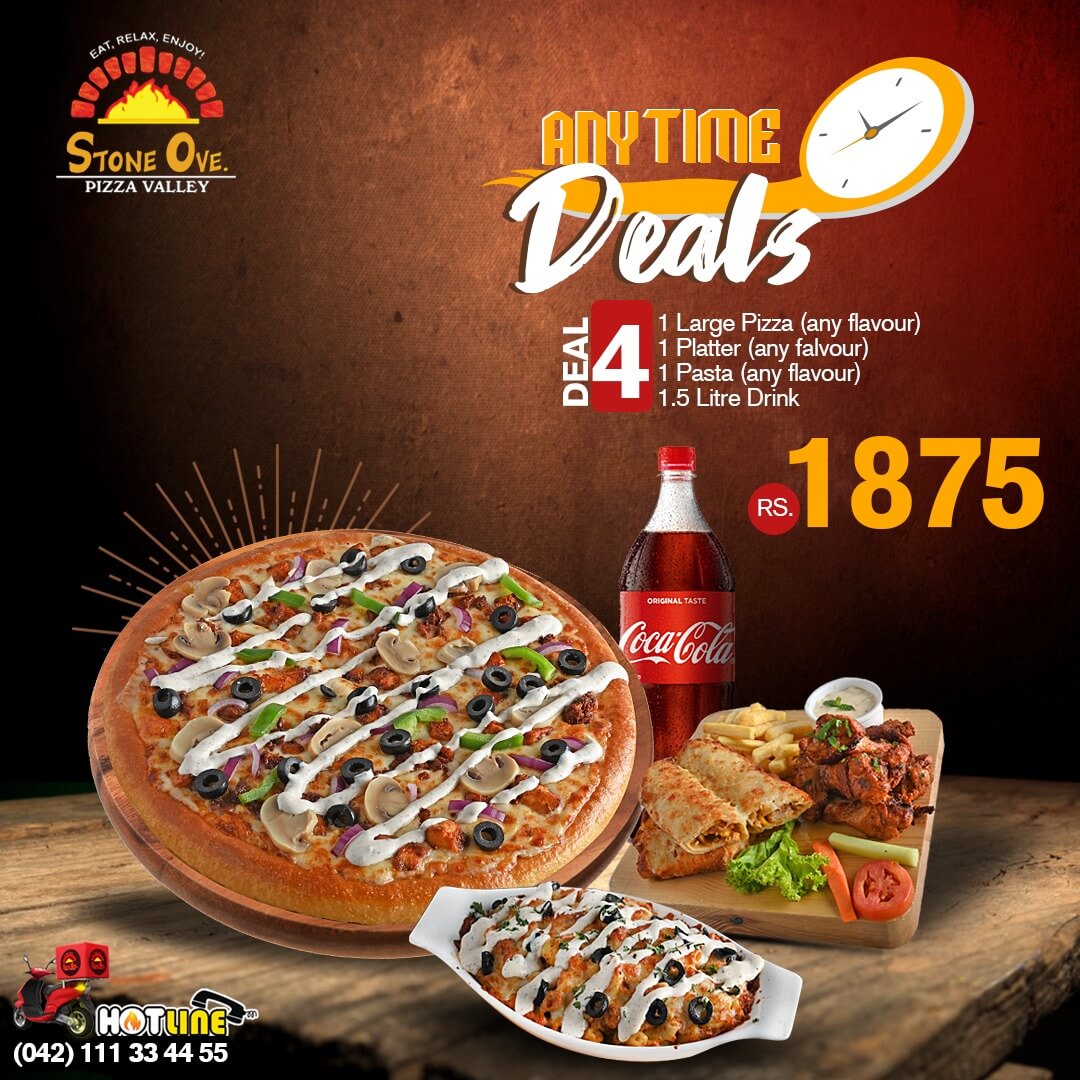 EAT, RELAX, ENJOY!
STONE OVE.
PIZZA VALLEY
ANYTIME
Deals
DEAL 4
1 Large Pizza (any flavour)
1 Platter (any falvour)
1 Pasta (any flavour)
1.5 Litre Drink
RS. 1875
ORIGINAL TASTE
Coca-Cola
HOTLINE
(042) 111 33 44 55